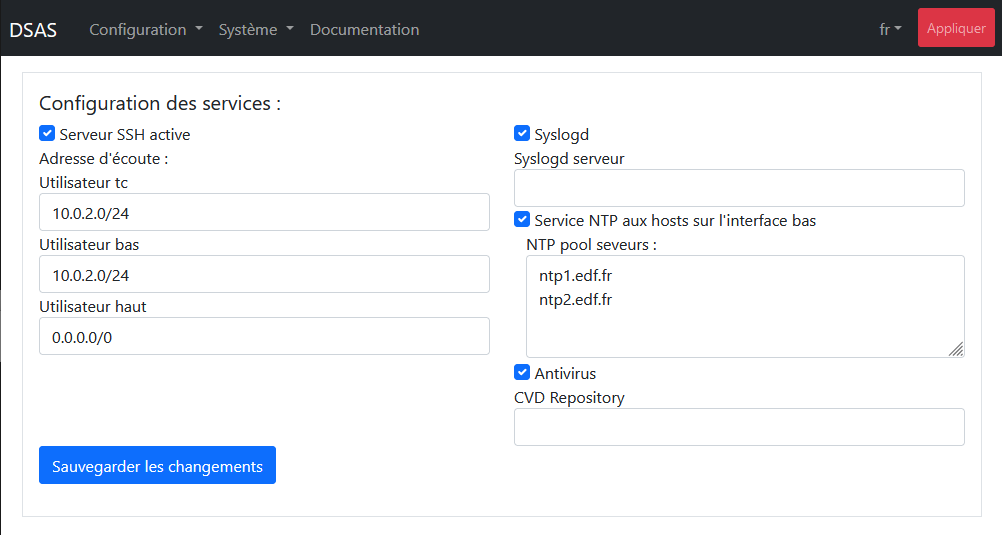 DSAS Configuration Système Documentation fr Appliquer
Configuration des services :
Serveur SSH active
Adresse d'écoute :
Utilisateur tc
10.0.2.0/24
Utilisateur bas
10.0.2.0/24
Utilisateur haut
0.0.0.0/0
Syslogd
Syslogd serveur
Service NTP aux hosts sur l'interface bas
NTP pool seveurs :
ntp1.edf.fr
ntp2.edf.fr
Antivirus
CVD Repository
Sauvegarder les changements